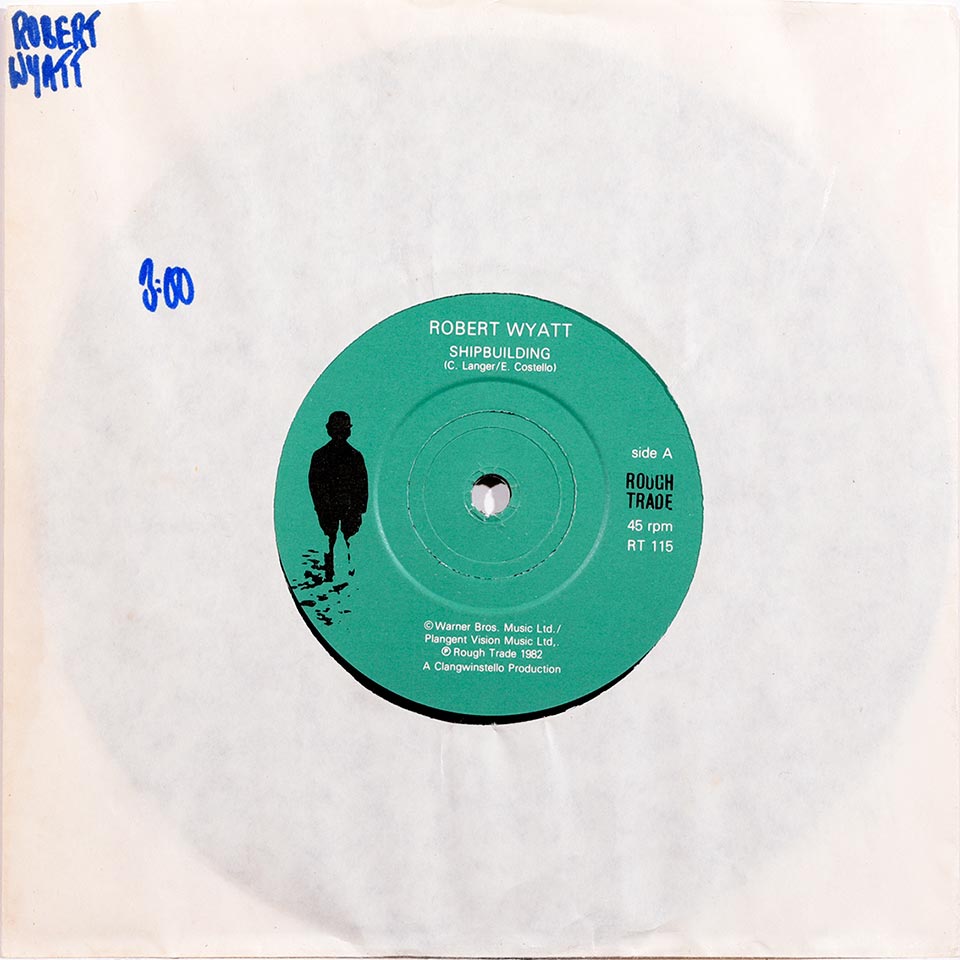 ROBERT
WYATT
3:00
ROBERT WYATT
SHIPBUILDING
(C. Langer/E. Costello)
side A
ROUGH
TRADE
45 rpm
RT 115
©Warner Bros. Music Ltd./
Plangent Vision Music Ltd,.
℗ Rough Trade 1982
A Clangwinstello Production